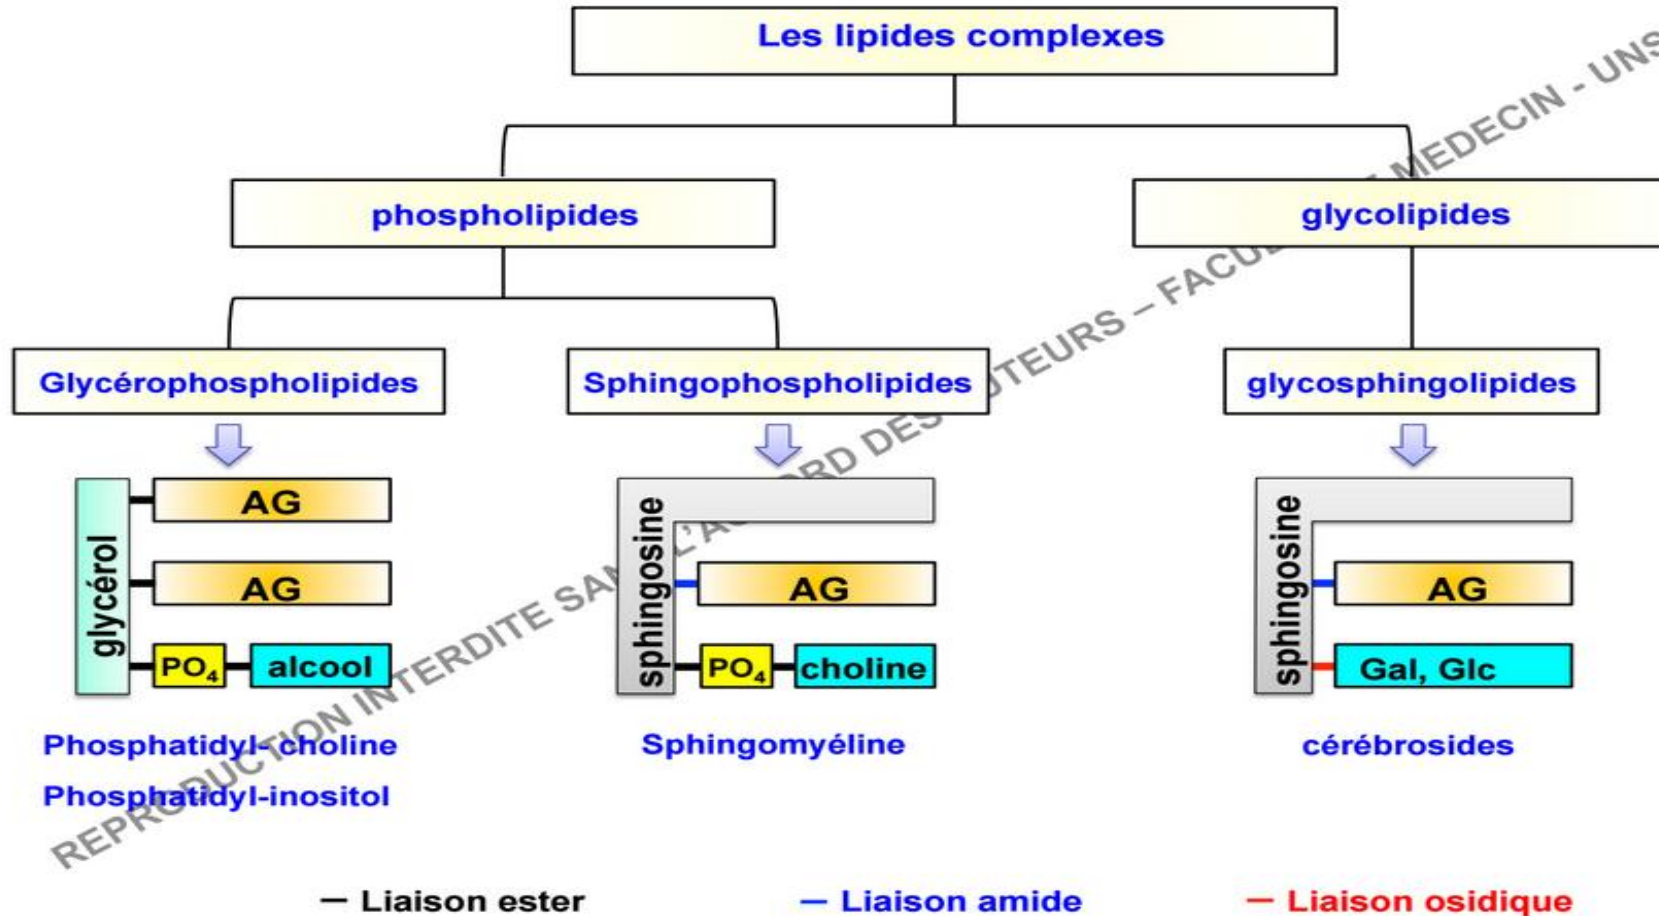 Les lipides complexes
phospholipides
glycolipides
Glycérophospholipides
Sphingophospholipides
glycosphingolipides
glycérol
AG
AG
PO4
alcool
Phosphatidyl-choline
Phosphatidyl-inositol
sphingosine
AG
PO4
choline
Sphingomyéline
sphingosine
AG
Gal, Glc
cérébrosides
Liaison ester
Liaison amide
Liaison osidique
REPRODUCTION INTERDITE SANS L'ACCORD DES AUTEURS – MEDECIN - UNS